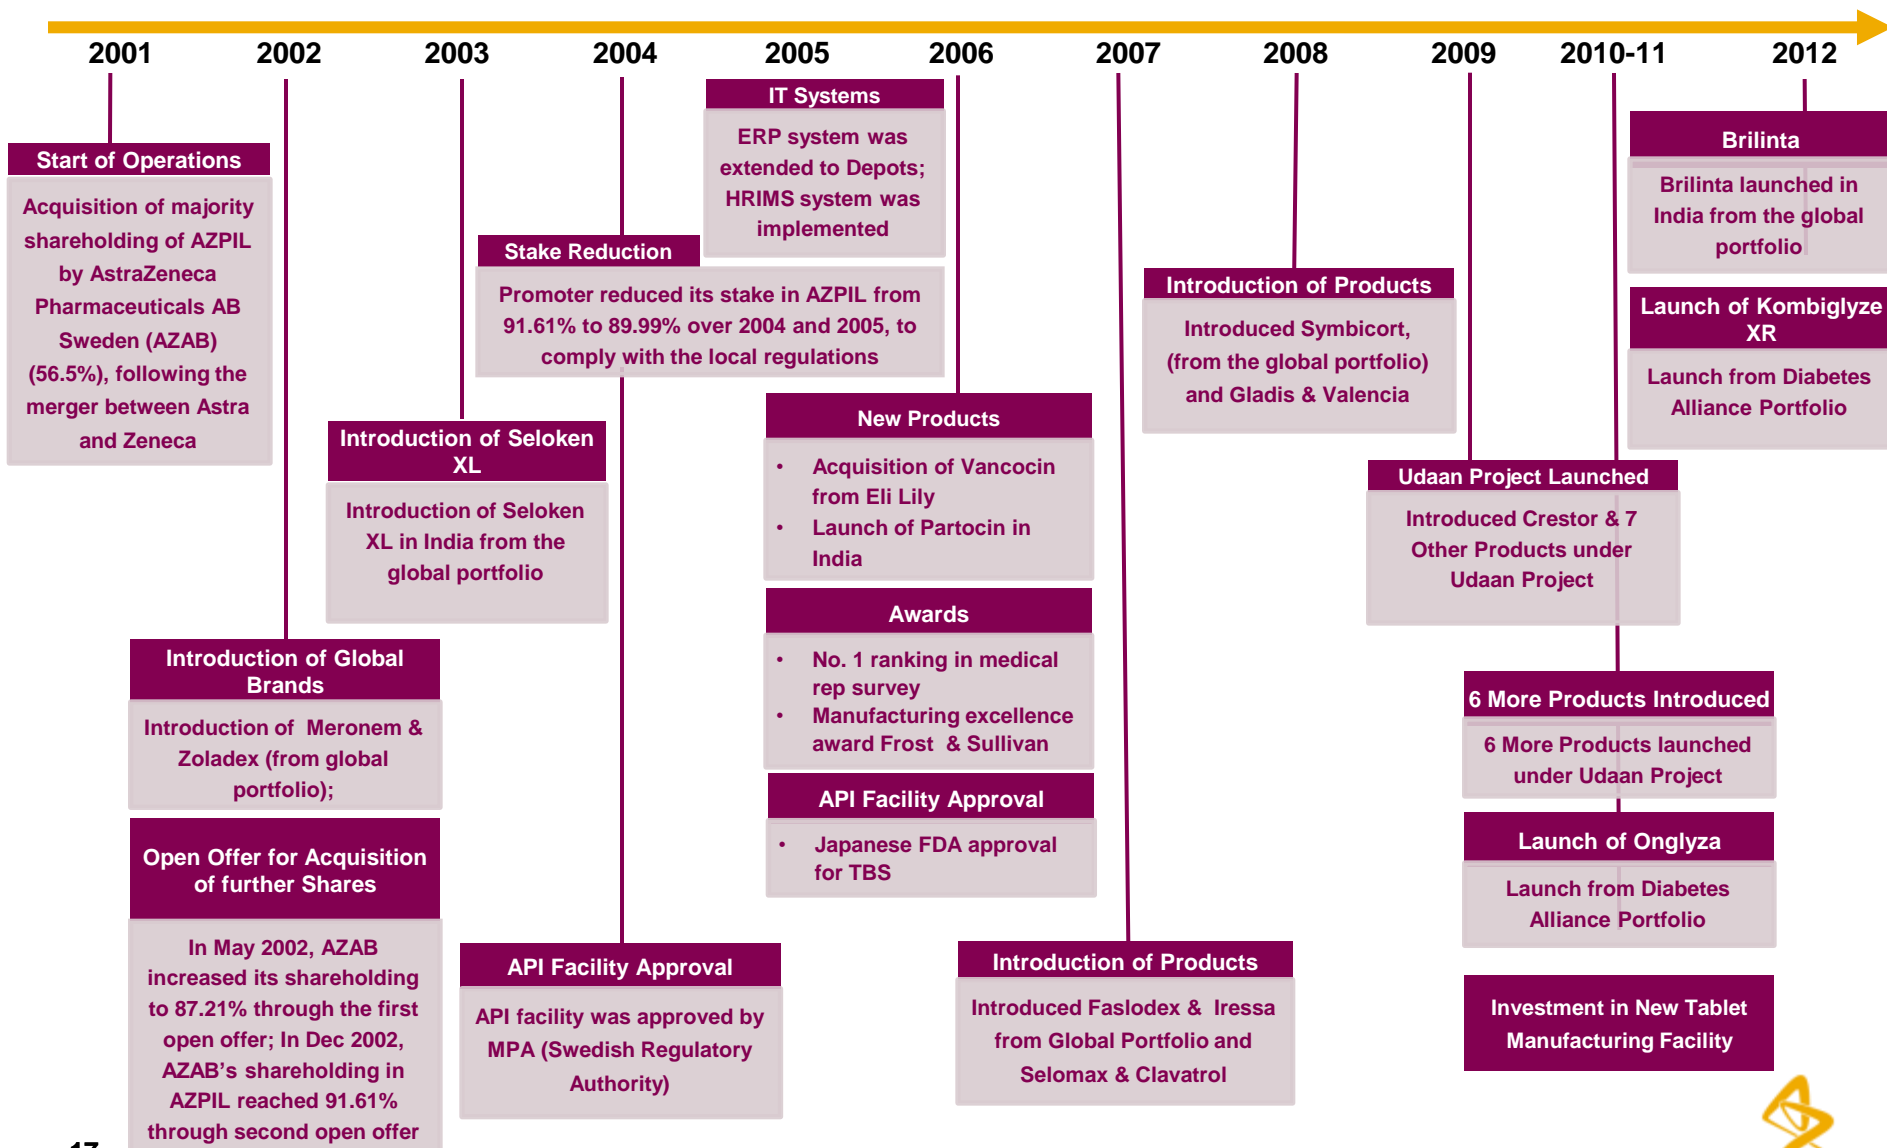 2001 2002 2003 2004 2005 2006 2007 2008 2009 2010-11 2012
Start of Operations
Acquisition of majority
shareholding of AZPIL
by AstraZeneca
Pharmaceuticals AB
Sweden (AZAB)
(56.5%), following the
merger between Astra
and Zeneca
Introduction of Global
Brands
Introduction of Meronem &
Zoladex (from global
portfolio);
Open Offer for Acquisition
of further Shares
In May 2002, AZAB
increased its shareholding
to 87.21% through the first
open offer; In Dec 2002,
AZAB's shareholding in
AZPIL reached 91.61%
through second open offer
Introduction of Seloken
XL
Introduction of Seloken
XL in India from the
global portfolio
Stake Reduction
Promoter reduced its stake in AZPIL from
91.61% to 89.99% over 2004 and 2005, to
comply with the local regulations
API Facility Approval
API facility was approved by
MPA (Swedish Regulatory
Authority)
IT Systems
ERP system was
extended to Depots;
HRIMS system was
implemented
New Products
• Acquisition of Vancocin
from Eli Lily
• Launch of Partocin in
India
Awards
• No. 1 ranking in medical
rep survey
• Manufacturing excellence
award Frost & Sullivan
API Facility Approval
• Japanese FDA approval
for TBS
Introduction of Products
Introduced Faslodex & Iressa
from Global Portfolio and
Selomax & Clavatrol
Introduction of Products
Introduced Symbicort,
(from the global portfolio)
and Gladis & Valencia
Udaan Project Launched
Introduced Crestor & 7
Other Products under
Udaan Project
6 More Products Introduced
6 More Products launched
under Udaan Project
Launch of Onglyza
Launch from Diabetes
Alliance Portfolio
Investment in New Tablet
Manufacturing Facility
Brilinta
Brilinta launched in
India from the global
portfolio
Launch of Kombiglyze
XR
Launch from Diabetes
Alliance Portfolio
17